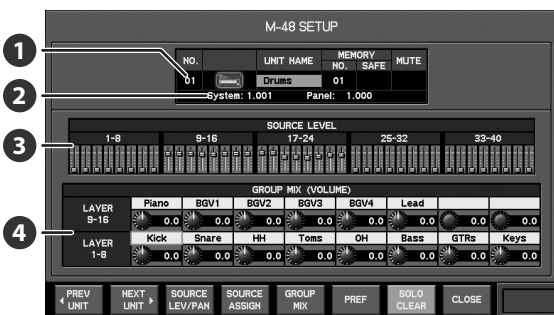 M-48 SETUP
1
NO. UNIT NAME MEMORY NO. SAFE MUTE
01 Drums 01
2
System: 1.001 Panel: 1.000
3
SOURCE LEVEL
1-8 9-16 17-24 25-32 33-40
GROUP MIX (VOLUME)
4
LAYER 9-16
Piano BGV1 BGV2 BGV3 BGV4 Lead
0.0 0.0 0.0 0.0 0.0 0.0 0.0 0.0
LAYER 1-8
Kick Snare HH Toms OH Bass GTRs Keys
0.0 0.0 0.0 0.0 0.0 0.0 0.0 0.0
PREV UNIT
NEXT UNIT
SOURCE LEV/PAN
SOURCE ASSIGN
GROUP MIX
PREF
SOLO CLEAR
CLOSE